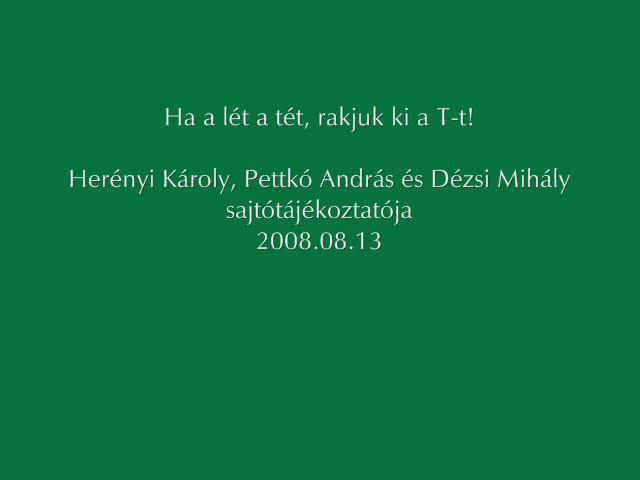 Ha a lét a tét, rakjuk ki a T-t!
Herényi Károly, Pettkó András és Dézsi Mihály
sajtótájékoztatója
2008.08.13